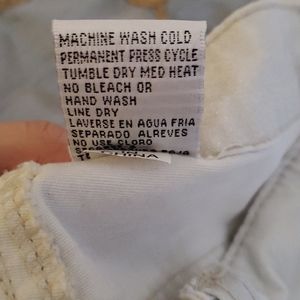 MACHINE WASH COLD
PERMANENT PRESS CYCLE
TUMBLE DRY MED HEAT
NO BLEACH OR
HAND WASH
LINE DRY
LAVERSE EN AGUA FRIA
SEPARADO ALREVES
NO USE CLORO
CHINA